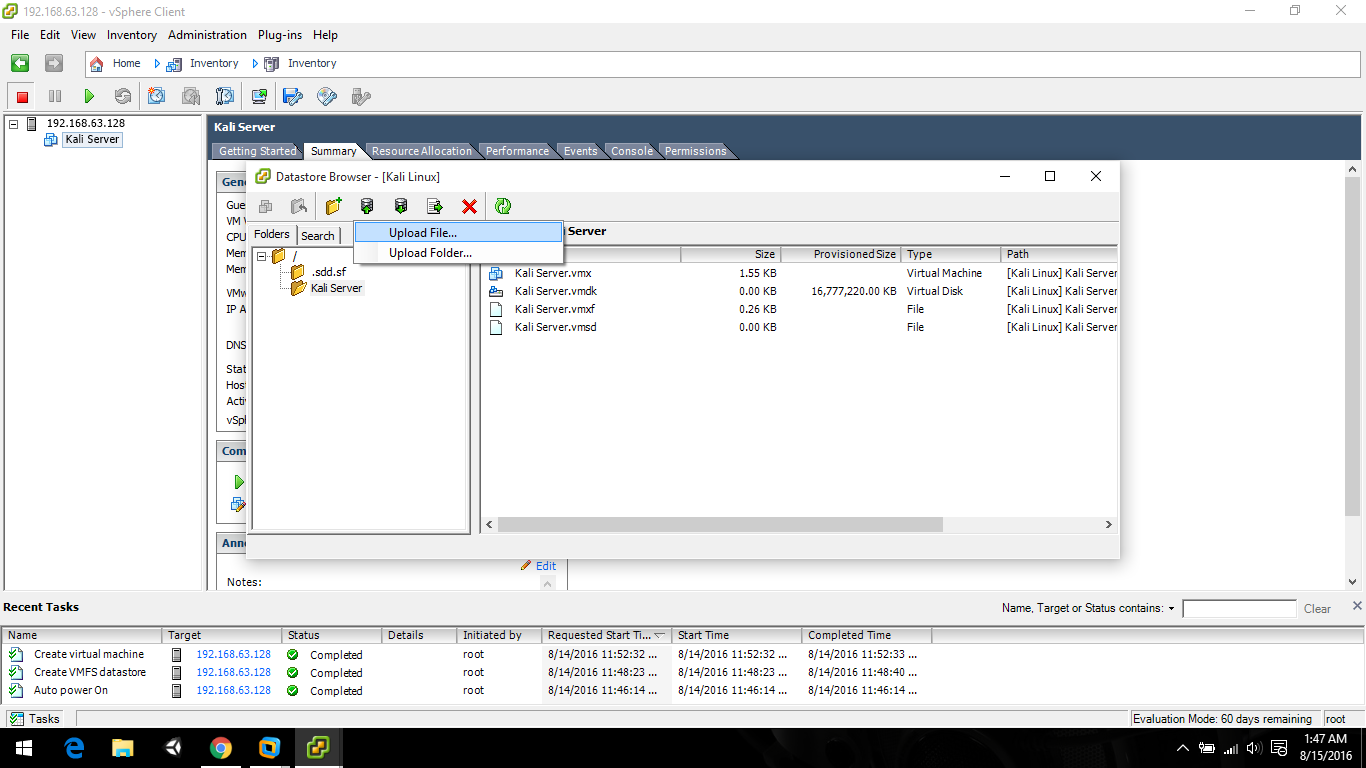 192.168.63.128 - vSphere Client
File Edit View Inventory Administration Plug-ins Help
Home Inventory Inventory
192.168.63.128
Kali Server
Kali Server
Getting Started Summary Resource Allocation Performance Events Console Permissions
Datastore Browser - [Kali Linux]
Folders Search
Upload File...
Upload Folder...
/
.sdd.sf
Kali Server
Server
Size Provisioned Size Type Path
Kali Server.vmx 1.55 KB Virtual Machine [Kali Linux] Kali Server
Kali Server.vmdk 0.00 KB 16,777,220.00 KB Virtual Disk [Kali Linux] Kali Server
Kali Server.vmxf 0.26 KB File [Kali Linux] Kali Server
Kali Server.vmsd 0.00 KB File [Kali Linux] Kali Server
Gene
Gue
VM V
CPU
Mem
Mem
VMw
IP A
DNS
Stat
Host
Activ
vSph
Com
Anno
Edit
Notes:
Recent Tasks
Name, Target or Status contains: Clear
Name Target Status Details Initiated by Requested Start Ti... Start Time Completed Time
Create virtual machine 192.168.63.128 Completed root 8/14/2016 11:52:32 ... 8/14/2016 11:52:32 ... 8/14/2016 11:52:33 ...
Create VMFS datastore 192.168.63.128 Completed root 8/14/2016 11:48:23 ... 8/14/2016 11:48:23 ... 8/14/2016 11:48:40 ...
Auto power On 192.168.63.128 Completed root 8/14/2016 11:46:14 ... 8/14/2016 11:46:14 ... 8/14/2016 11:46:14 ...
Tasks Evaluation Mode: 60 days remaining root
1:47 AM
8/15/2016